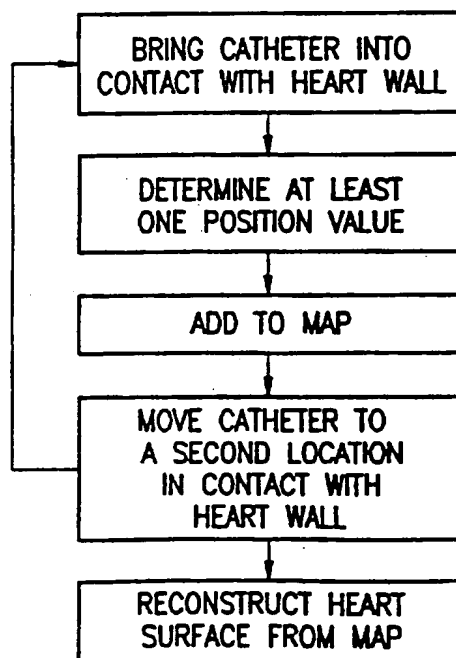 BRING CATHETER INTO
CONTACT WITH HEART WALL
DETERMINE AT LEAST
ONE POSITION VALUE
ADD TO MAP
MOVE CATHETER TO
A SECOND LOCATION
IN CONTACT WITH
HEART WALL
RECONSTRUCT HEART
SURFACE FROM MAP